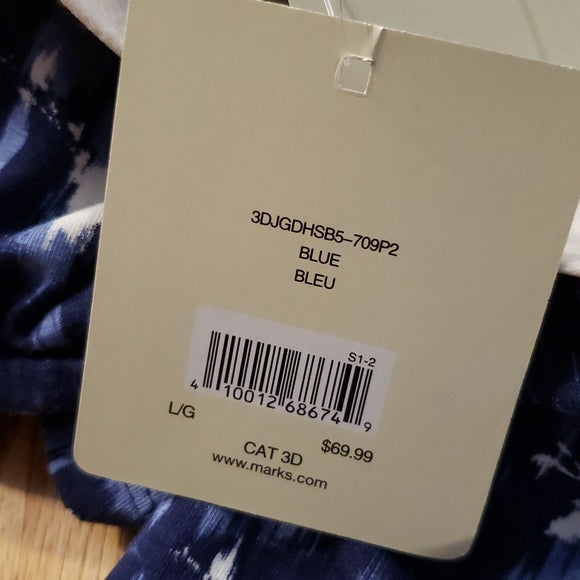 3DJGDHSB5-709P2
BLUE
BLEU
S1-2
4 10012 68674 9
L/G
$69.99
CAT 3D
www.marks.com